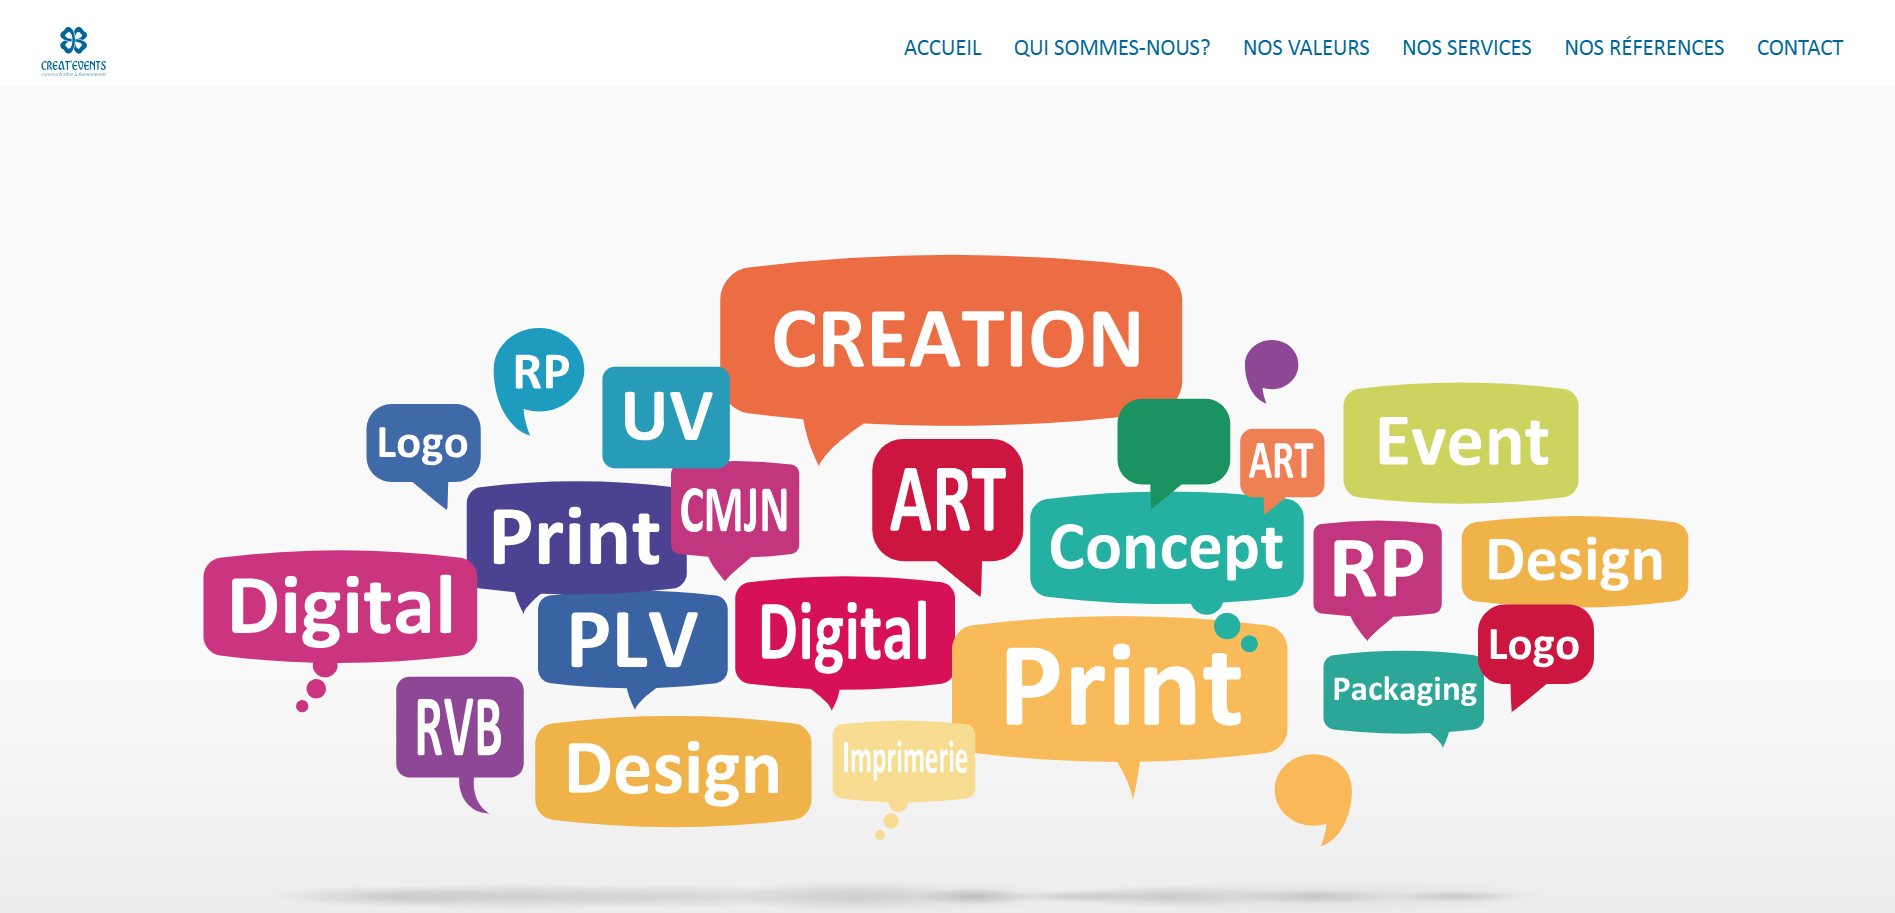 CREAT'EVENTS
ACCUEIL
QUI SOMMES-NOUS?
NOS VALEURS
NOS SERVICES
NOS RÉFERENCES
CONTACT
CREATION
RP
UV
Logo
Event
ART
ART
CMJN
Print
Concept
RP
Design
Digital
PLV
Digital
Print
Logo
Packaging
RVB
Design
Imprimerie